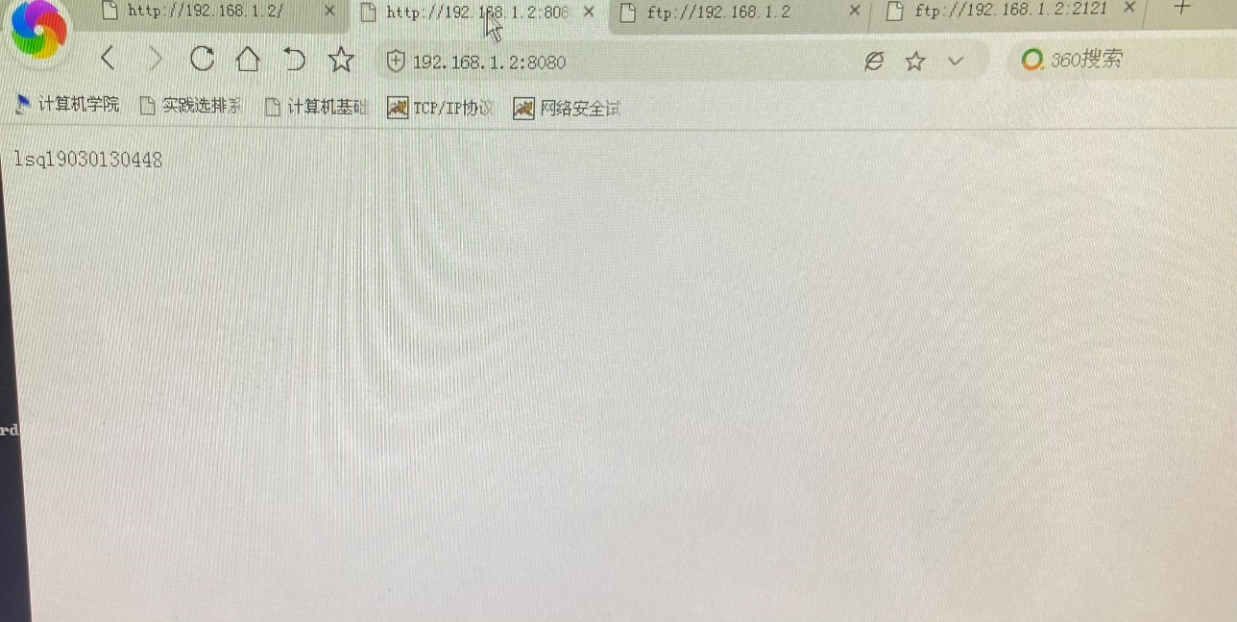 http://192.168.1.2/ http://192.168.1.2:808 ftp://192.168.1.2 ftp://192.168.1.2:2121
192.168.1.2:8080 360搜索
计算机学院 实践选排系 计算机基础 TCP/IP协议 网络安全试
lsq19030130448
rd